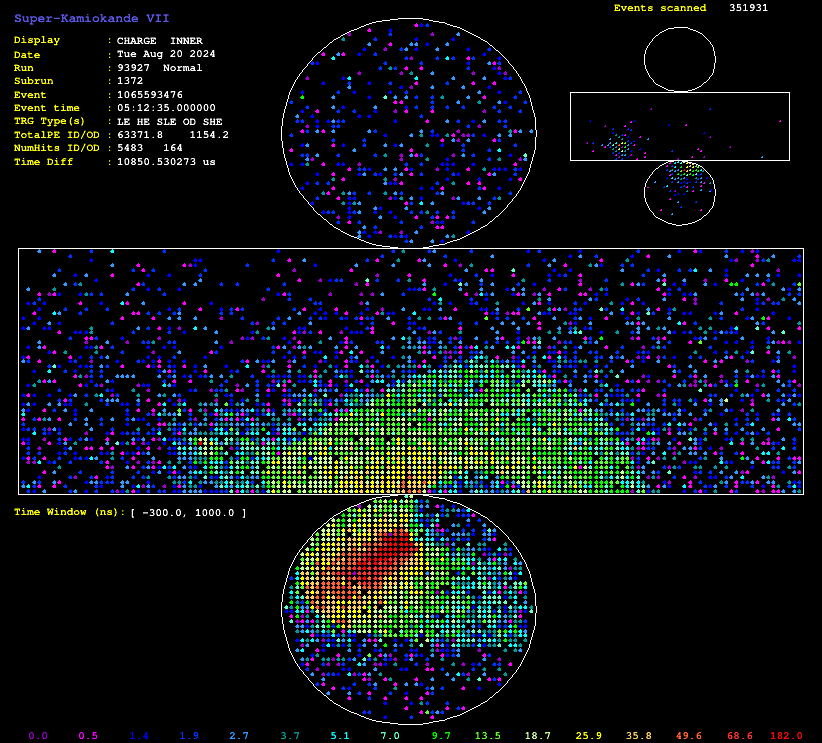 Super-Kamiokande VII
Events scanned 351931
Display : CHARGE INNER
Date : Tue Aug 20 2024
Run : 93927 Normal
Subrun : 1372
Event : 1065593476
Event time : 05:12:35.000000
TRG Type(s) : LE HE SLE OD SHE
TotalPE ID/OD : 63371.8 1154.2
NumHits ID/OD : 5483 164
Time Diff : 10850.530273 us
Time Window (ns): [ -300.0, 1000.0 ]
0.0 0.5 1.4 1.9 2.7 3.7 5.1 7.0 9.7 13.5 18.7 25.9 35.8 49.6 68.6 182.0